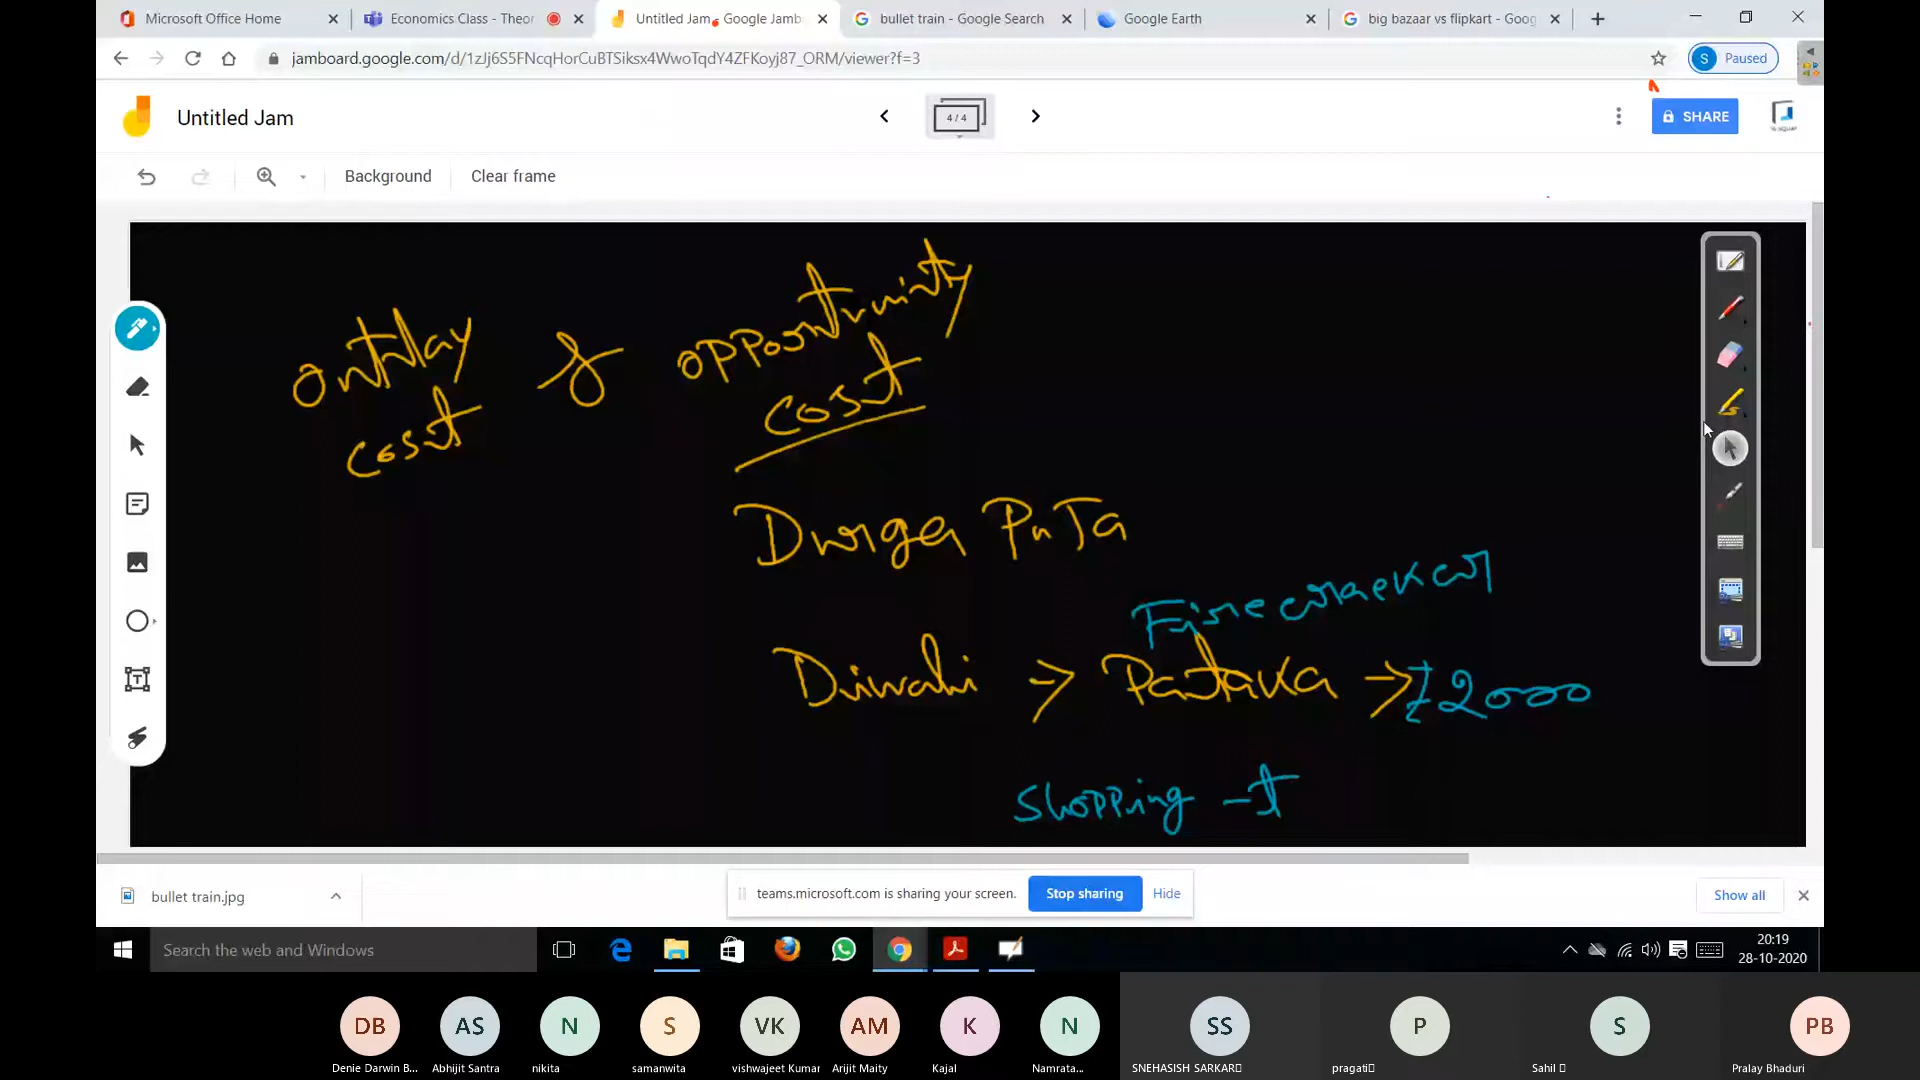 Microsoft Office Home
Economics Class - Theor
Untitled Jam - Google Jamb
bullet train - Google Search
Google Earth
big bazaar vs flipkart - Goog
jamboard.google.com/d/1zJj6S5FNcqHorCuBTSiksx4WwoTqdY4ZFKoyj87_ORM/viewer?f=3
S Paused
Untitled Jam
4 / 4
SHARE
Background
Clear frame
Outlay & opportunity
cost cost
Durga PuJa
Firecracker
Diwali -> Pataka -> ₹2000
Shopping - ₹
bullet train.jpg
teams.microsoft.com is sharing your screen.
Stop sharing
Hide
Show all
Search the web and Windows
20:19
28-10-2020
DB AS N S VK AM K N SS P S PB
Denie Darwin B... Abhijit Santra nikita samanwita vishwajeet Kumar Arijit Maity Kajal Namrata... SNEHASISH SARKAR pragati Sahil Pralay Bhaduri